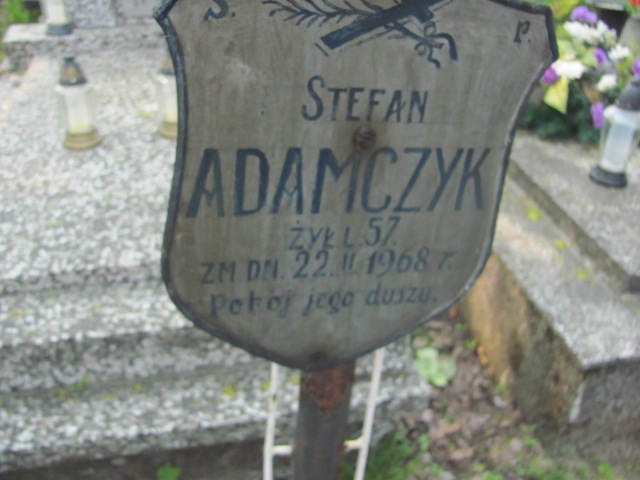 Ś. P.
STEFAN
ADAMCZYK
ŻYŁ L. 57.
ZM DN. 22. II 1968 r.
Pokój jego duszy.